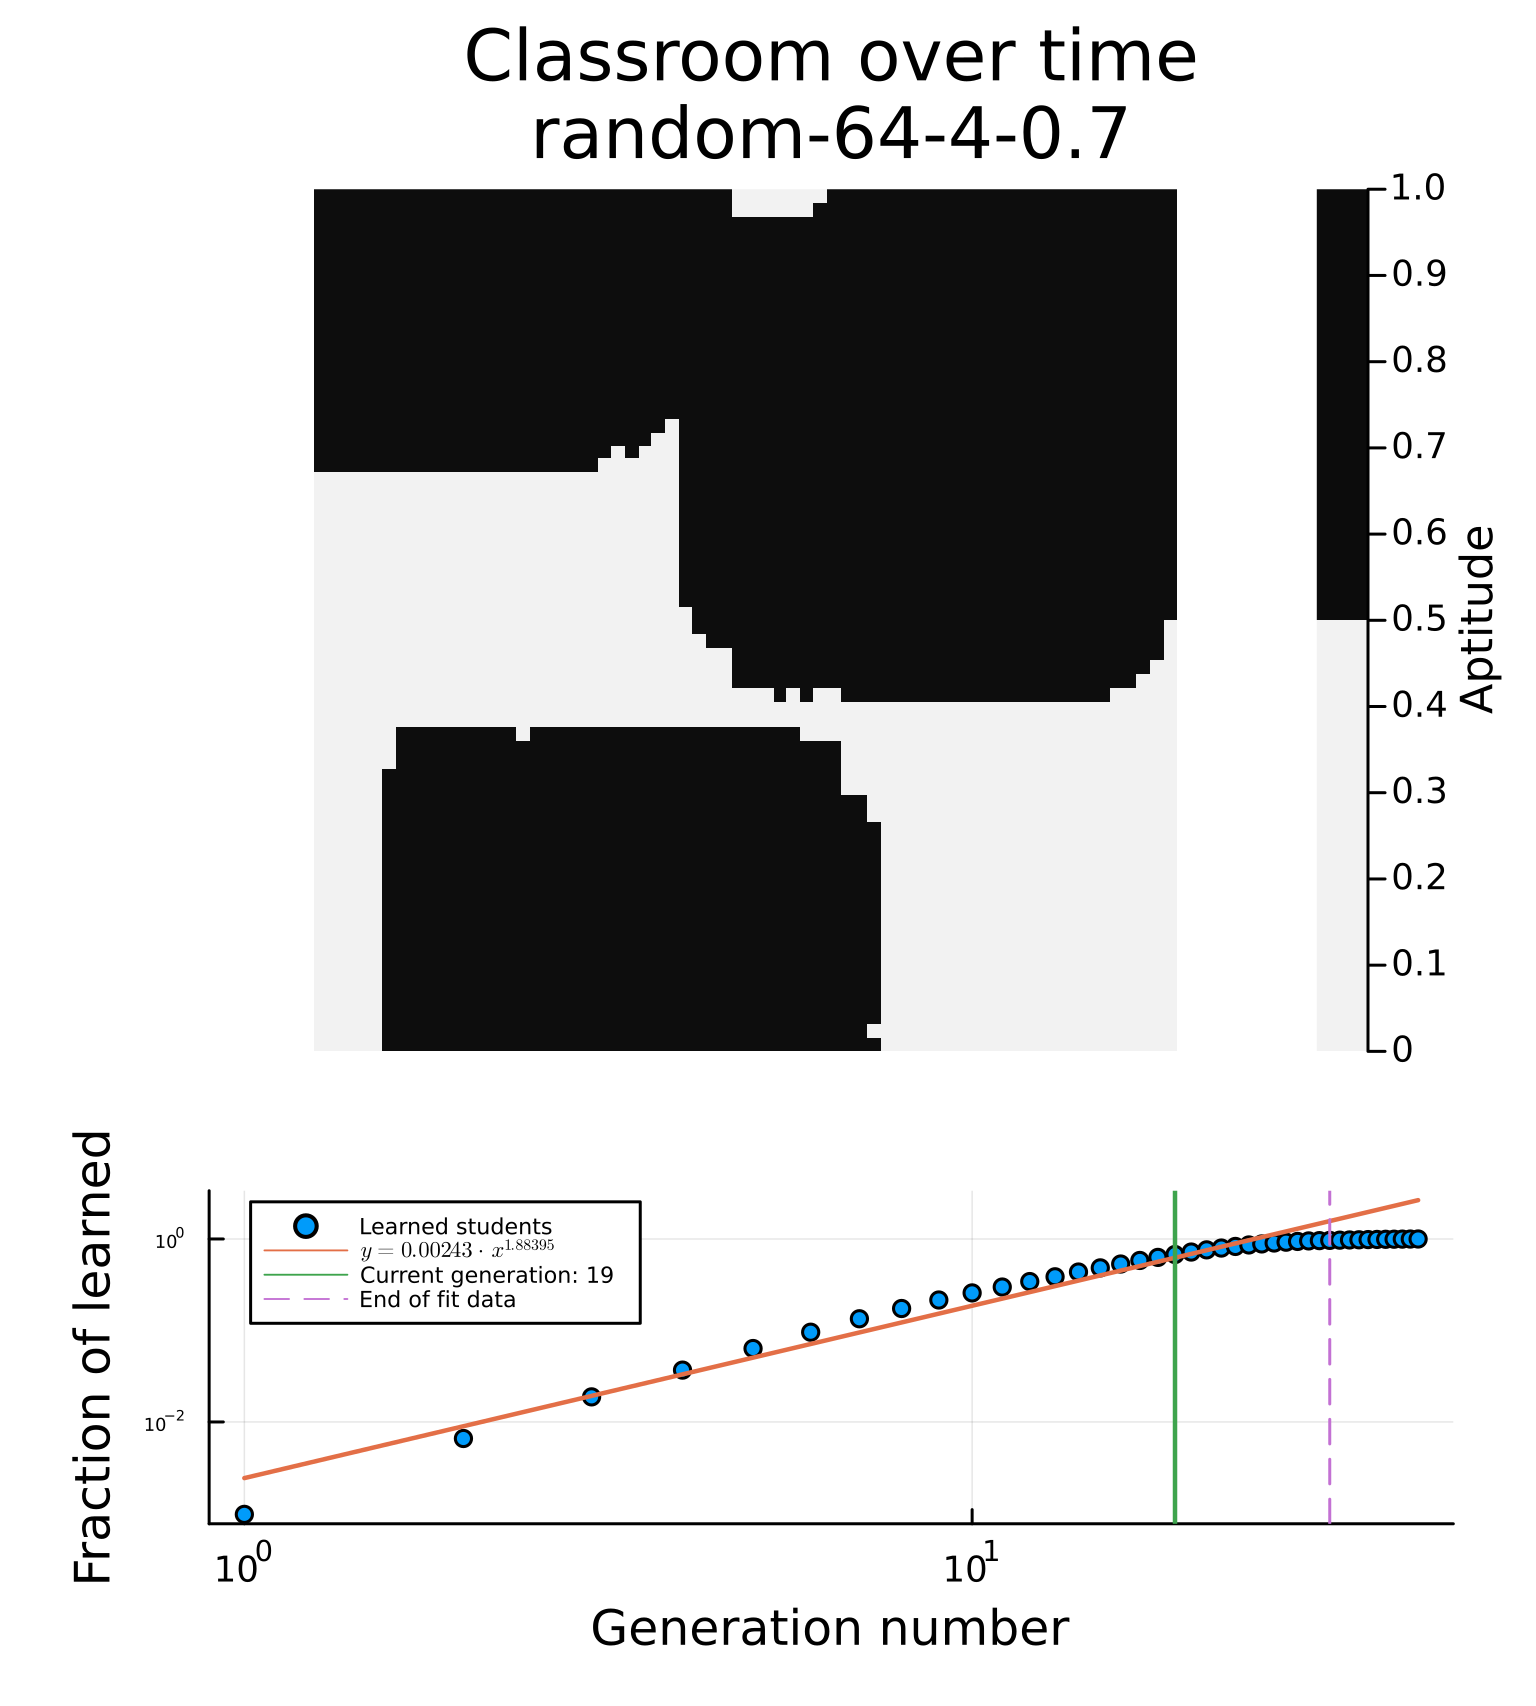 Classroom over time
random-64-4-0.7
1.0
0.9
0.8
0.7
0.6
0.5
0.4
0.3
0.2
0.1
0
Aptitude
Fraction of learned
10⁰
10⁻²
Learned students
y = 0.00243 · x^1.88395
Current generation: 19
End of fit data
10⁰
10¹
Generation number